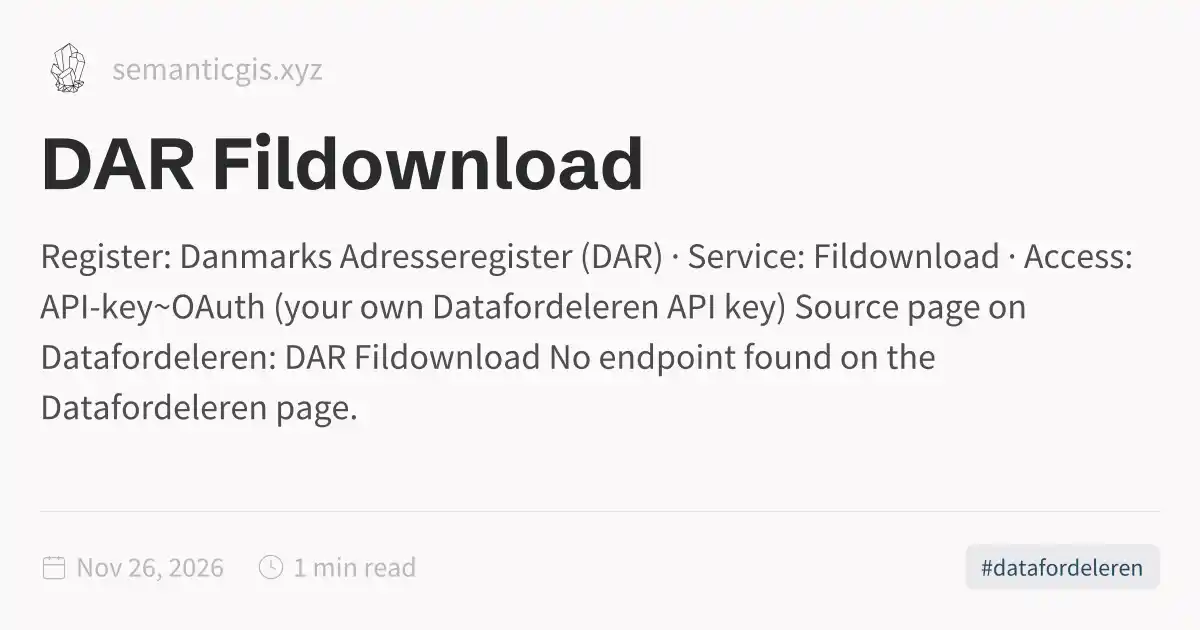 semanticgis.xyz
DAR Fildownload
Register: Danmarks Adresseregister (DAR) · Service: Fildownload · Access:
API-key~OAuth (your own Datafordeleren API key) Source page on
Datafordeleren: DAR Fildownload No endpoint found on the
Datafordeleren page.
Nov 26, 2026
1 min read
#datafordeleren